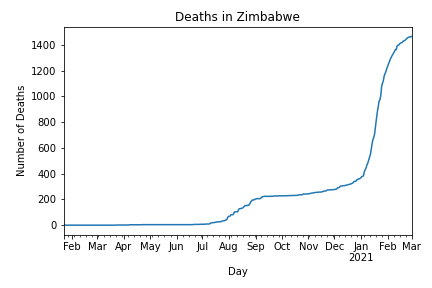 Deaths in Zimbabwe
Number of Deaths
1400
1200
1000
800
600
400
200
0
Feb Mar Apr May Jun Jul Aug Sep Oct Nov Dec Jan Feb Mar
2021
Day